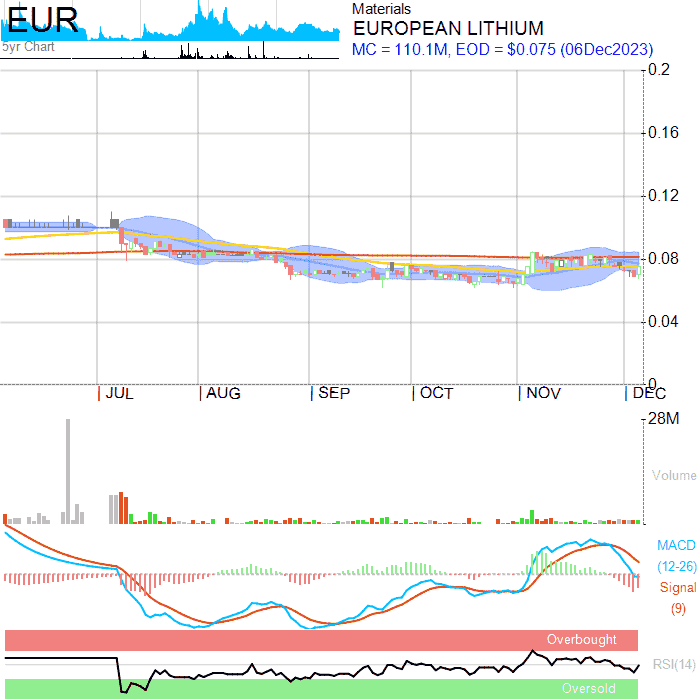 EUR
5yr Chart
Materials
EUROPEAN LITHIUM
MC = 110.1M, EOD = $0.075 (06Dec2023)
0.2
0.16
0.12
0.08
0.04
0
JUL AUG SEP OCT NOV DEC
28M
Volume
MACD
(12-26)
Signal
(9)
Overbought
RSI(14)
Oversold